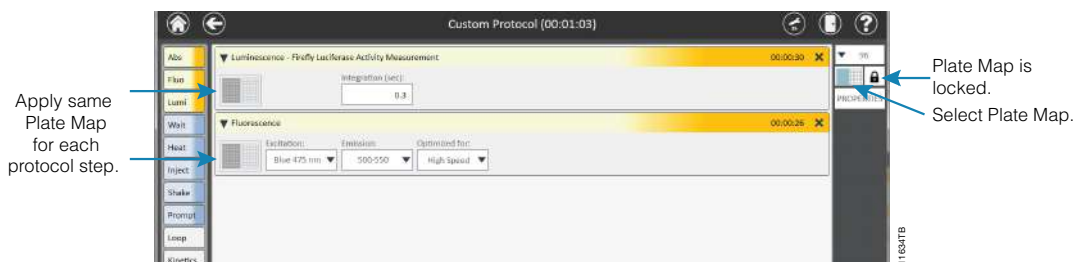 Custom Protocol (00:01:03)
?
Abs
Fluo
Lumi
Wait
Heat
Inject
Shake
Prompt
Loop
Kinetics
Luminescence - Firefly Luciferase Activity Measurement
00:00:30
Integration (sec):
0.3
Fluorescence
00:00:26
Excitation:
Emission:
Optimized for:
Blue 475 nm
500-550
High Speed
96
PROPERTIES
Apply same
Plate Map
for each
protocol step.
Plate Map is
locked.
Select Plate Map.
11634TB